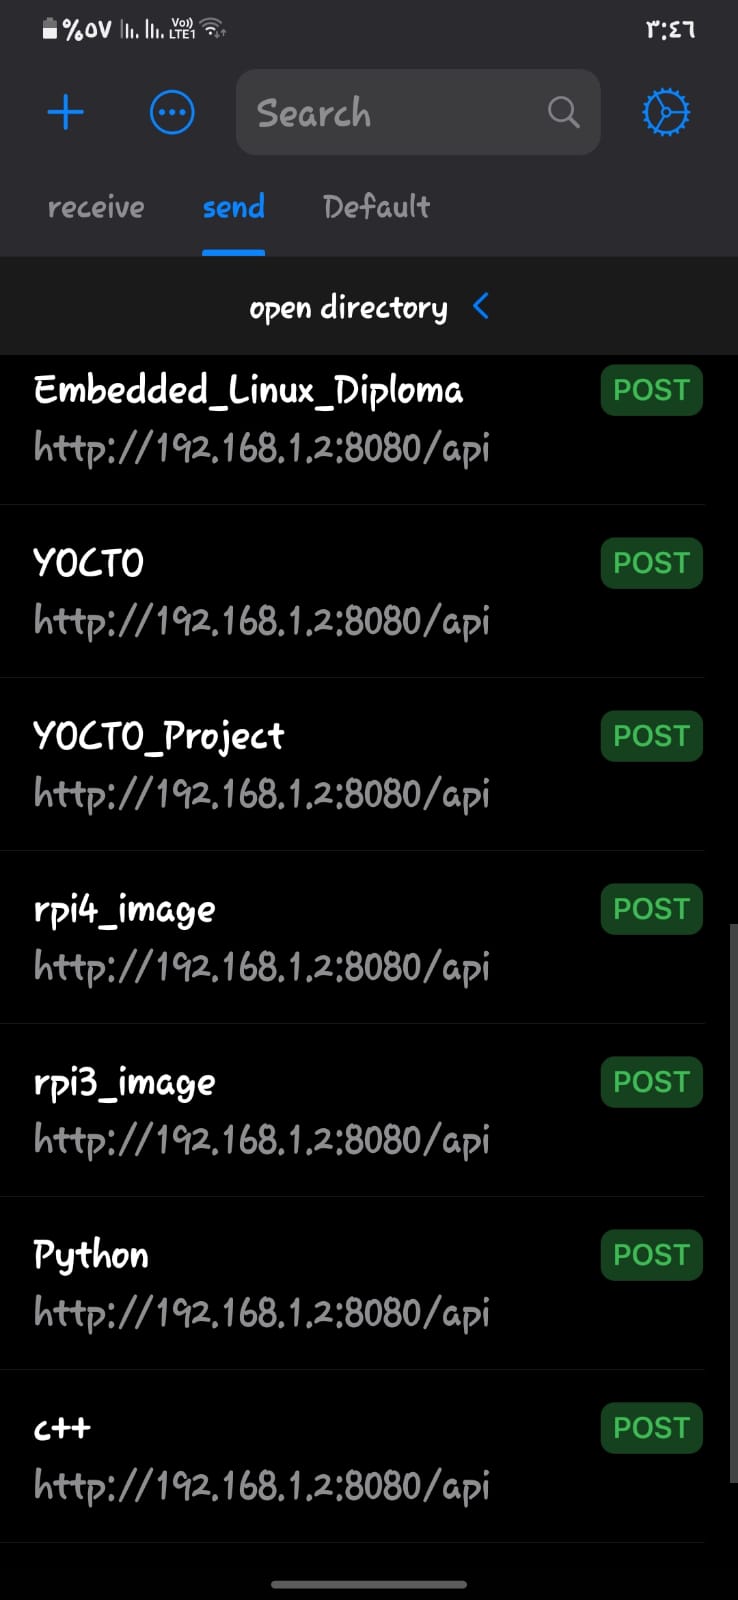 %٥٧ Vo)) LTE1 ٣:٤٦
Search
receive send Default
open directory
Embedded_Linux_Diploma POST
http://192.168.1.2:8080/api
YOCTO POST
http://192.168.1.2:8080/api
YOCTO_Project POST
http://192.168.1.2:8080/api
rpi4_image POST
http://192.168.1.2:8080/api
rpi3_image POST
http://192.168.1.2:8080/api
Python POST
http://192.168.1.2:8080/api
c++ POST
http://192.168.1.2:8080/api